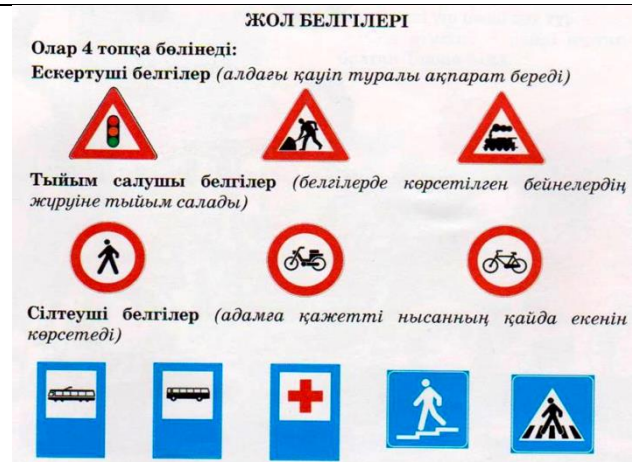 ЖОЛ БЕЛГІЛЕРІ
Олар 4 топқа бөлінеді:
Ескертуші белгілер (алдағы қауіп туралы ақпарат береді)
Тыйым салушы белгілер (белгілерде көрсетілген бейнелердің
жүруіне тыйым салады)
Сілтеуші белгілер (адамға қажетті нысанның қайда екенін
көрсетеді)